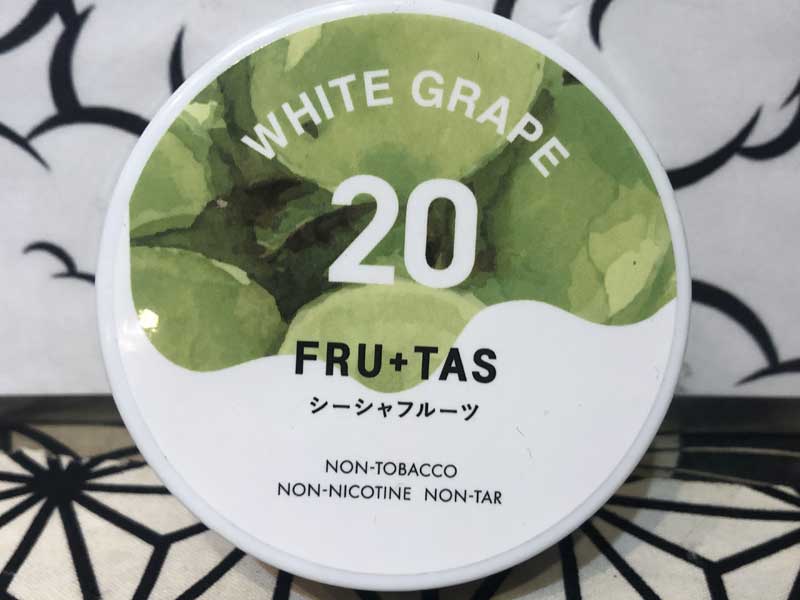 WHITE GRAPE
20
FRU+TAS
シーシャフルーツ
NON-TOBACCO
NON-NICOTINE NON-TAR